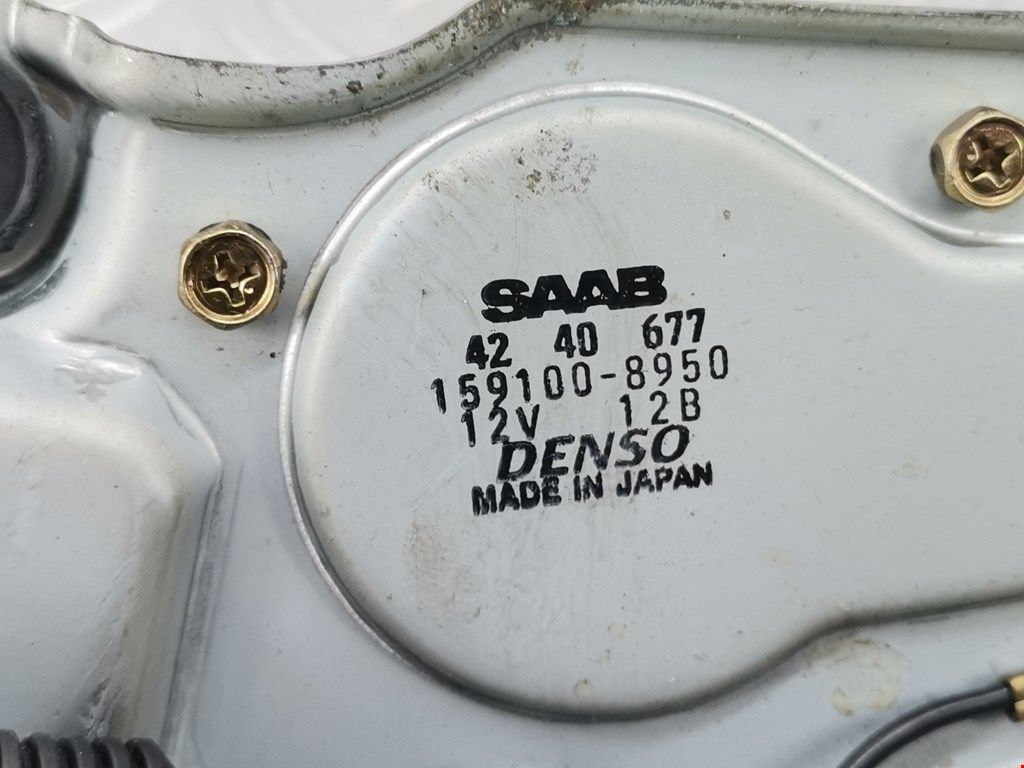 SAAB
42 40 677
159100-8950
12V 12B
DENSO
MADE IN JAPAN